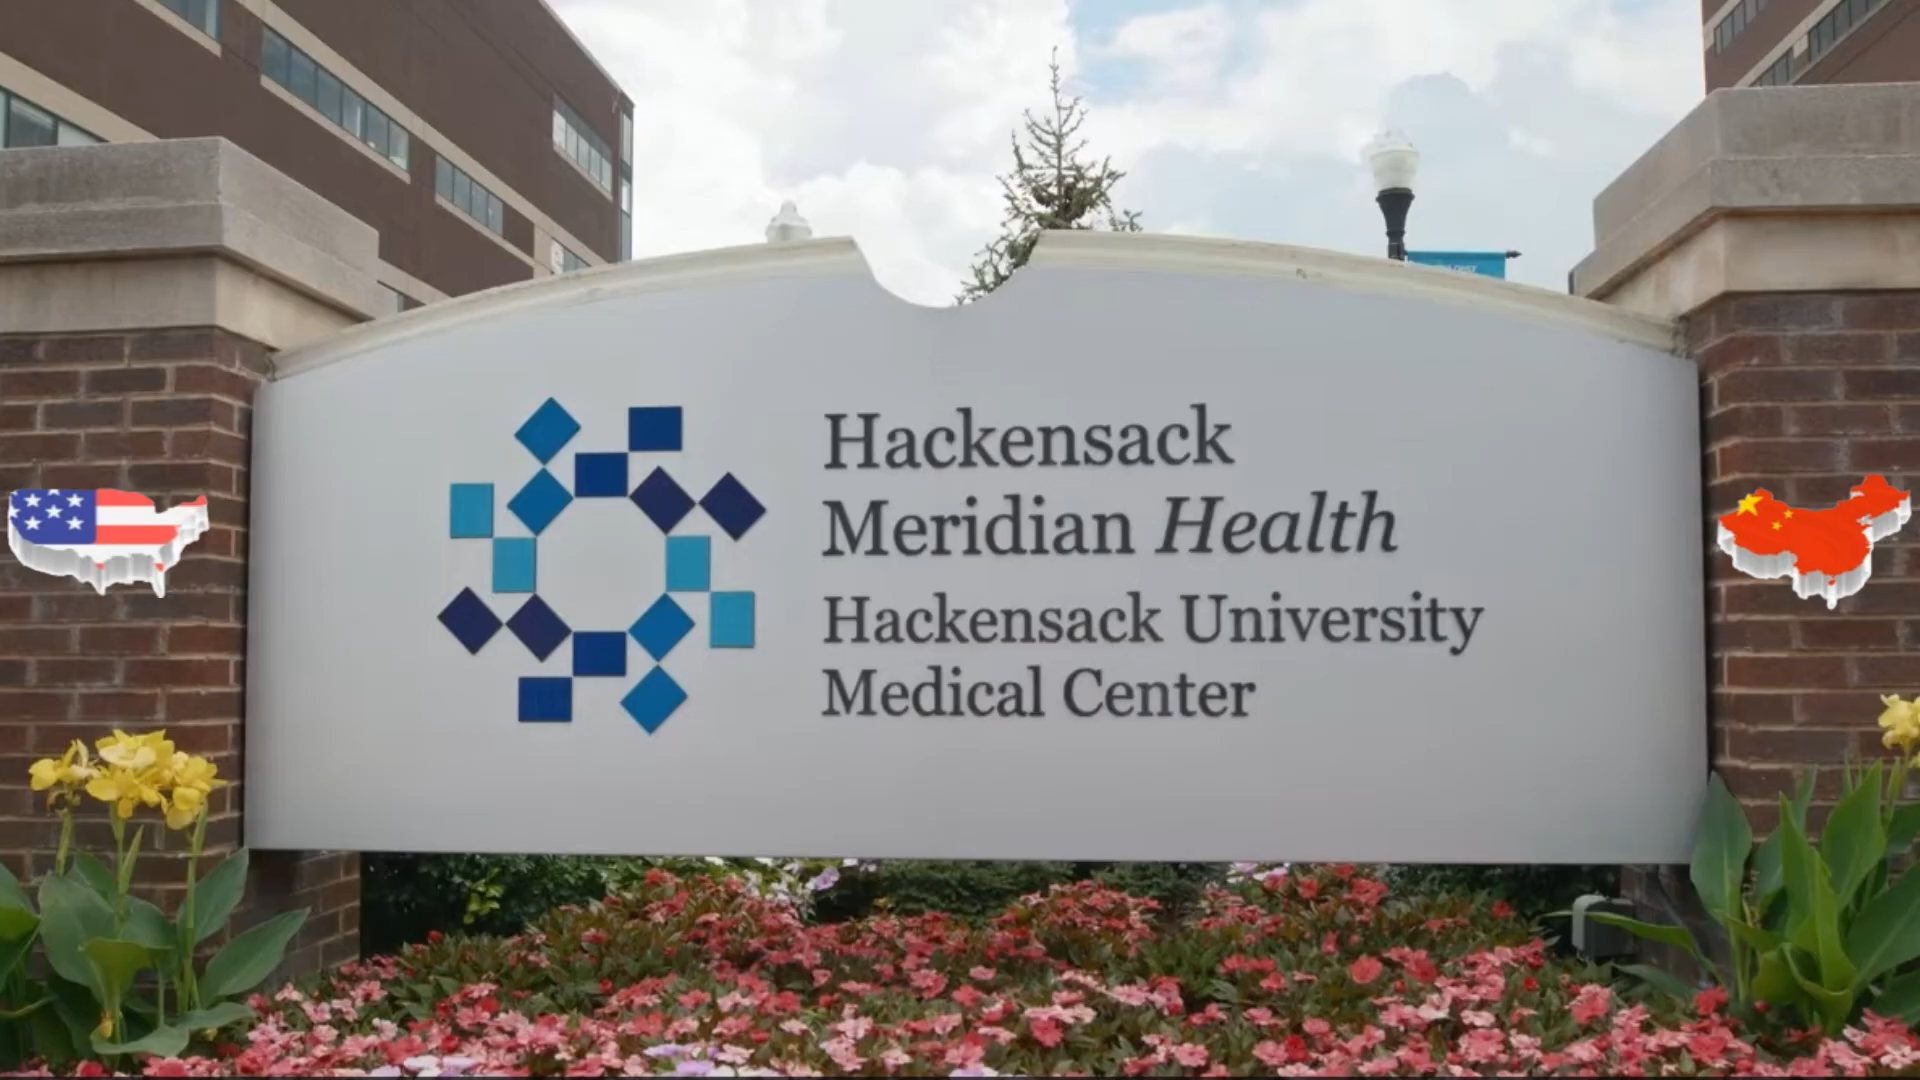 Hackensack
Meridian Health
Hackensack University
Medical Center